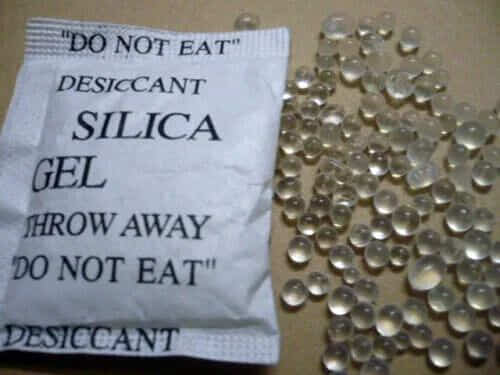 "DO NOT EAT"
DESICCANT
SILICA
GEL
THROW AWAY
"DO NOT EAT"
DESICCANT